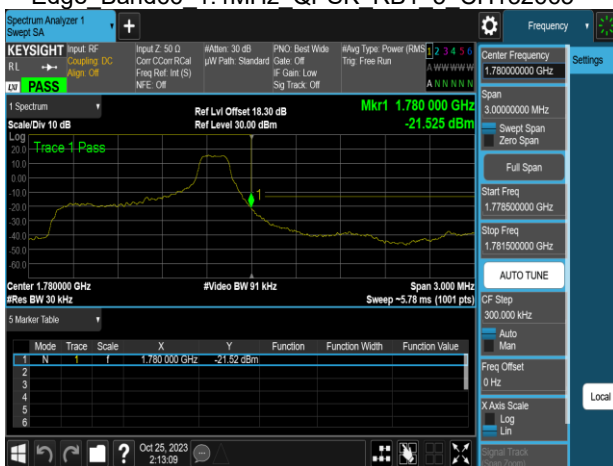 Spectrum Analyzer 1
Swept SA
Frequency
KEYSIGHT
Input: RF
Input Z: 50 Ω
#Atten: 30 dB
PNO: Best Wide
#Avg Type: Power (RMS
1 2 3 4 5 6
RL
Coupling: DC
Corr CCorr RCal
µW Path: Standard
Gate: Off
Trig: Free Run
A WW WW W
Align: Off
Freq Ref: Int (S)
IF Gain: Low
LXI
PASS
NFE: Off
Sig Track: Off
A N N N N N
Center Frequency
1.780000000 GHz
Settings
Span
3.00000000 MHz
Swept Span
Zero Span
Full Span
Start Freq
1.778500000 GHz
Stop Freq
1.781500000 GHz
AUTO TUNE
CF Step
300.000 kHz
Auto
Man
Freq Offset
0 Hz
X Axis Scale
Log
Lin
Signal Track
Local
1 Spectrum
Ref Lvl Offset 18.30 dB
Mkr1 1.780 000 GHz
Scale/Div 10 dB
Ref Level 30.00 dBm
-21.525 dBm
Log
Trace 1 Pass
20.0
10.0
0.00
-10.0
-20.0
-30.0
-40.0
-50.0
-60.0
1
Center 1.780000 GHz
#Video BW 91 kHz
Span 3.000 MHz
#Res BW 30 kHz
Sweep ~5.78 ms (1001 pts)
5 Marker Table
Mode Trace Scale X Y Function Function Width Function Value
1 N 1 f 1.780 000 GHz -21.52 dBm
2
3
4
5
6
?
Oct 25, 2023
2:13:09